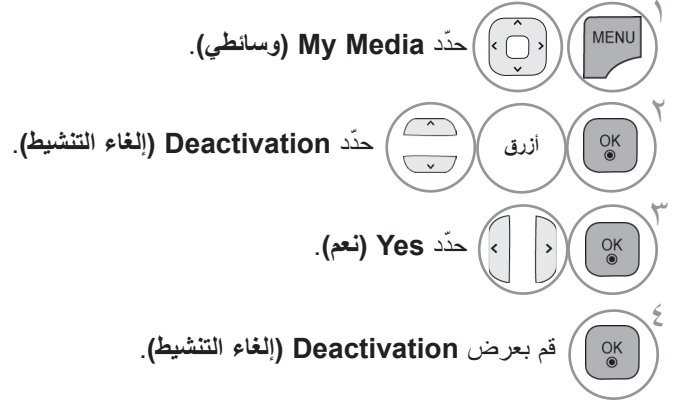 ١ MENU حدّد My Media (وسائطي).
٢ OK أزرق حدّد Deactivation (إلغاء التنشيط).
٣ OK حدّد Yes (نعم).
٤ OK قم بعرض Deactivation (إلغاء التنشيط).